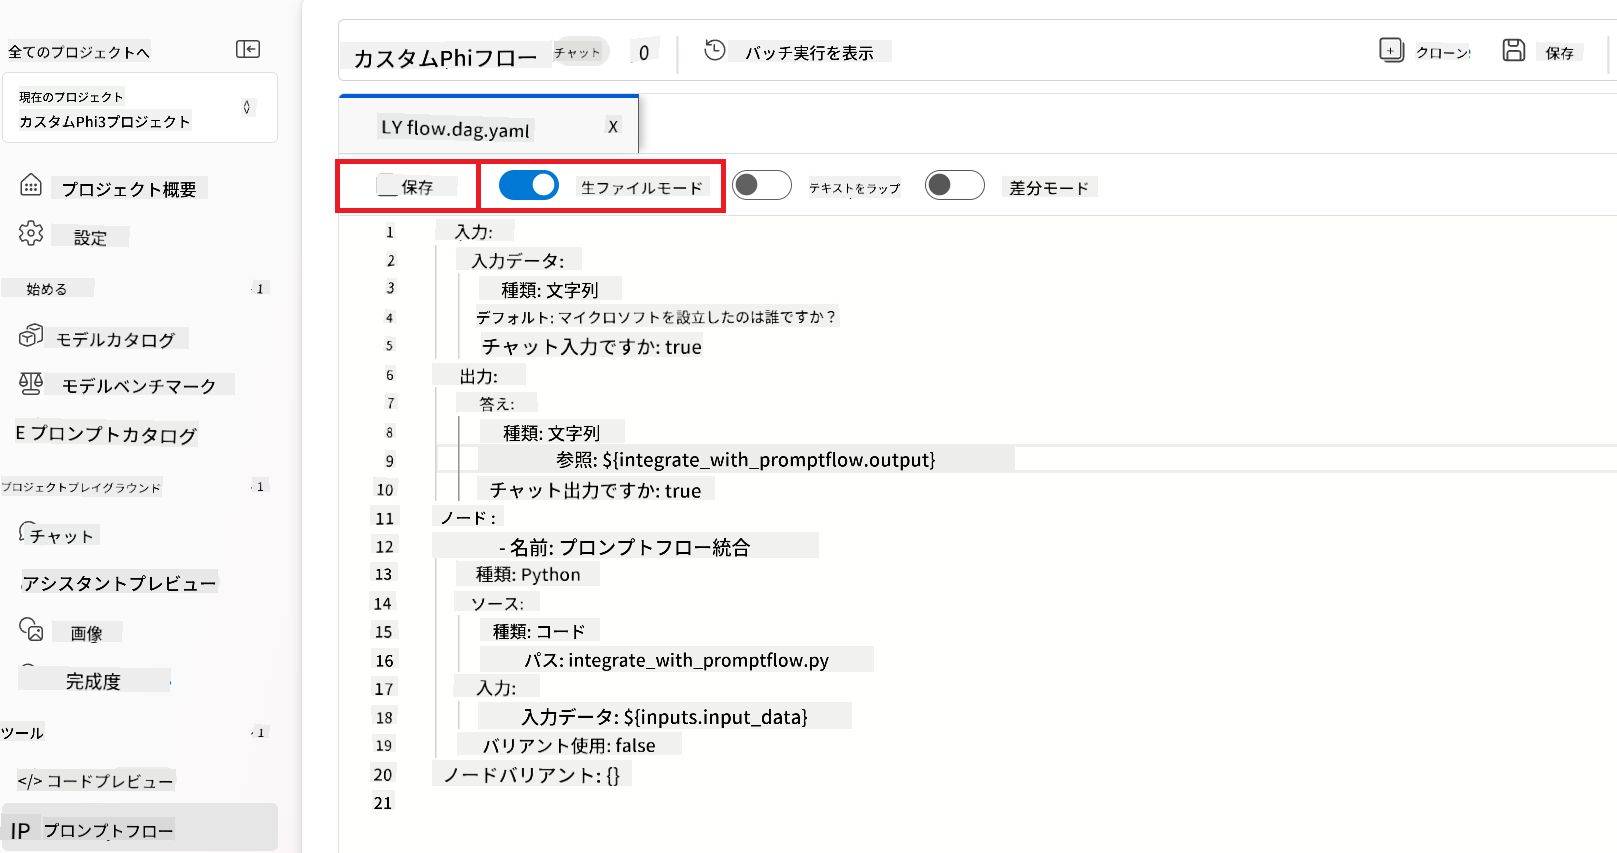 全てのプロジェクトへ
現在のプロジェクト
カスタムPhi3プロジェクト
プロジェクト概要
設定
始める
1
モデルカタログ
モデルベンチマーク
E プロンプトカタログ
プロジェクトプレイグラウンド
1
チャット
アシスタントプレビュー
画像
完成度
ツール
1
</> コードプレビュー
IP プロンプトフロー
カスタムPhiフロー チャット 0 バッチ実行を表示 クローン 保存
LY flow.dag.yaml X
保存 生ファイルモード テキストをラップ 差分モード
1 入力:
2 入力データ:
3 種類: 文字列
4 デフォルト: マイクロソフトを設立したのは誰ですか？
5 チャット入力ですか: true
6 出力:
7 答え:
8 種類: 文字列
9 参照: ${integrate_with_promptflow.output}
10 チャット出力ですか: true
11 ノード :
12 - 名前: プロンプトフロー統合
13 種類: Python
14 ソース:
15 種類: コード
16 パス: integrate_with_promptflow.py
17 入力:
18 入力データ: ${inputs.input_data}
19 バリアント使用: false
20 ノードバリアント: {}
21